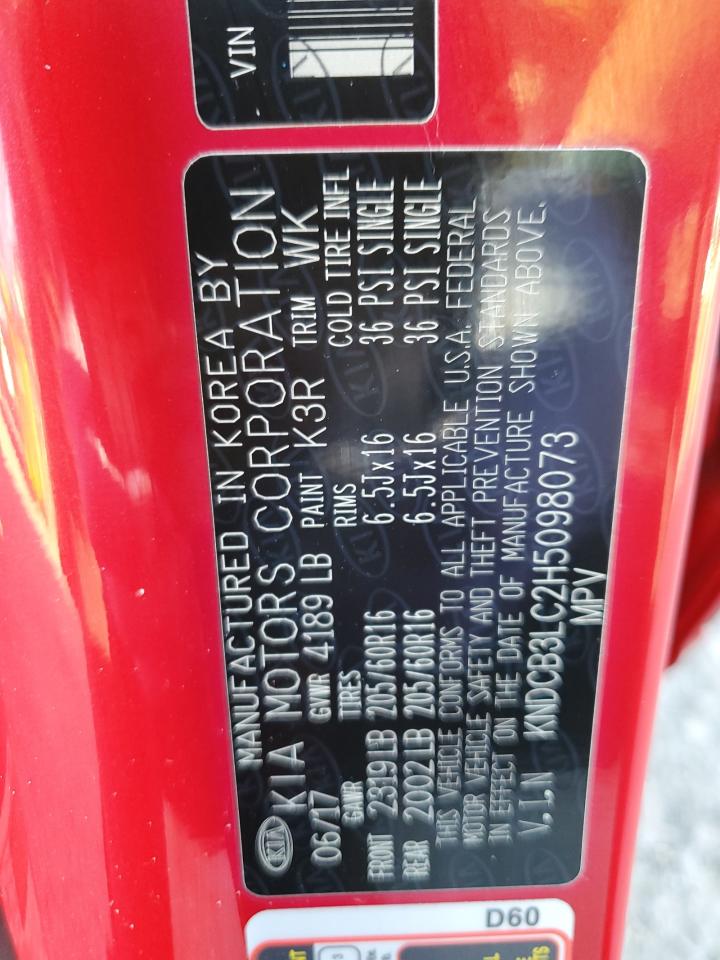 VIN
MANUFACTURED IN KOREA BY
KIA KIA MOTORS CORPORATION
06/17 GVWR 4189 LB PAINT K3R TRIM WK
GAWR TIRES RIMS COLD TIRE INFL
FRONT 2319 LB 205/60R16 6.5Jx16 36 PSI SINGLE
REAR 2002 LB 205/60R16 6.5Jx16 36 PSI SINGLE
THIS VEHICLE CONFORMS TO ALL APPLICABLE U.S.A. FEDERAL
MOTOR VEHICLE SAFETY AND THEFT PREVENTION STANDARDS
IN EFFECT ON THE DATE OF MANUFACTURE SHOWN ABOVE.
V.I.N KNDCB3LC2H5098073
MPV
D60